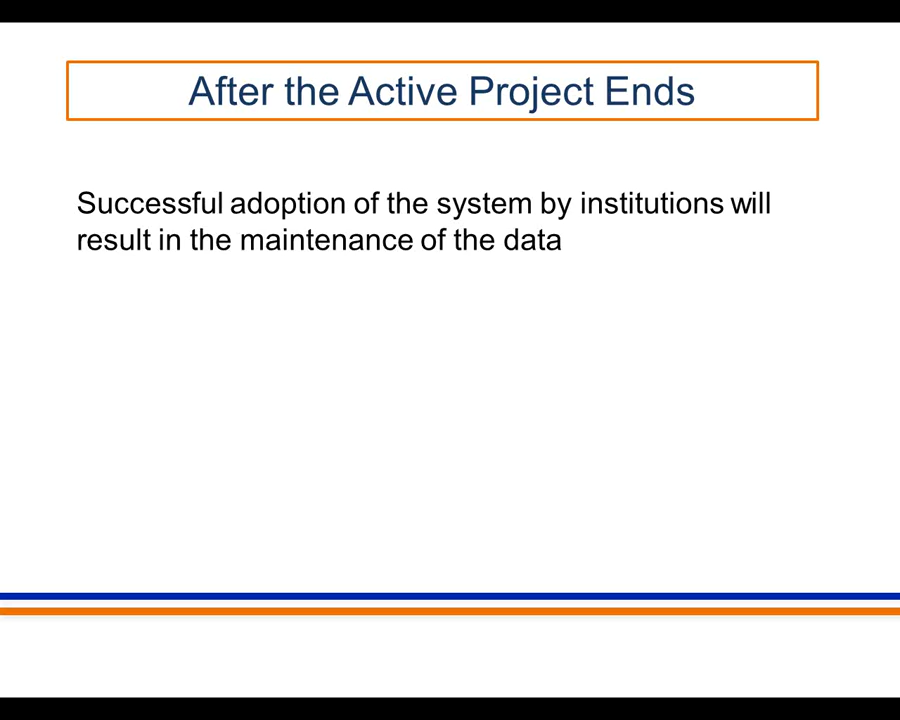 After the Active Project Ends
Successful adoption of the system by institutions will
result in the maintenance of the data